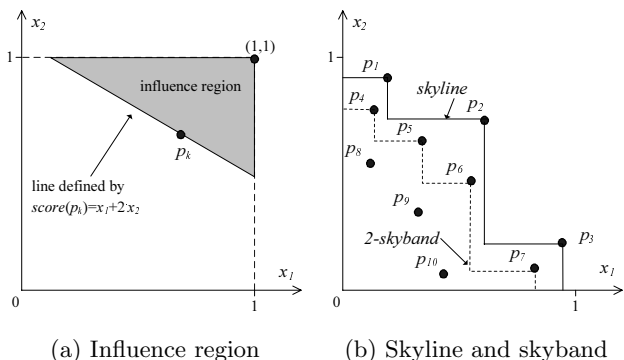 x₂
1
(1,1)
influence region
pₖ
line defined by
score(pₖ)=x₁+2·x₂
x₁
0
1
(a) Influence region
x₂
1
p₁
skyline
p₂
p₄
p₅
p₈
p₆
p₉
2-skyband
p₃
p₁₀
p₇
x₁
0
1
(b) Skyline and skyband